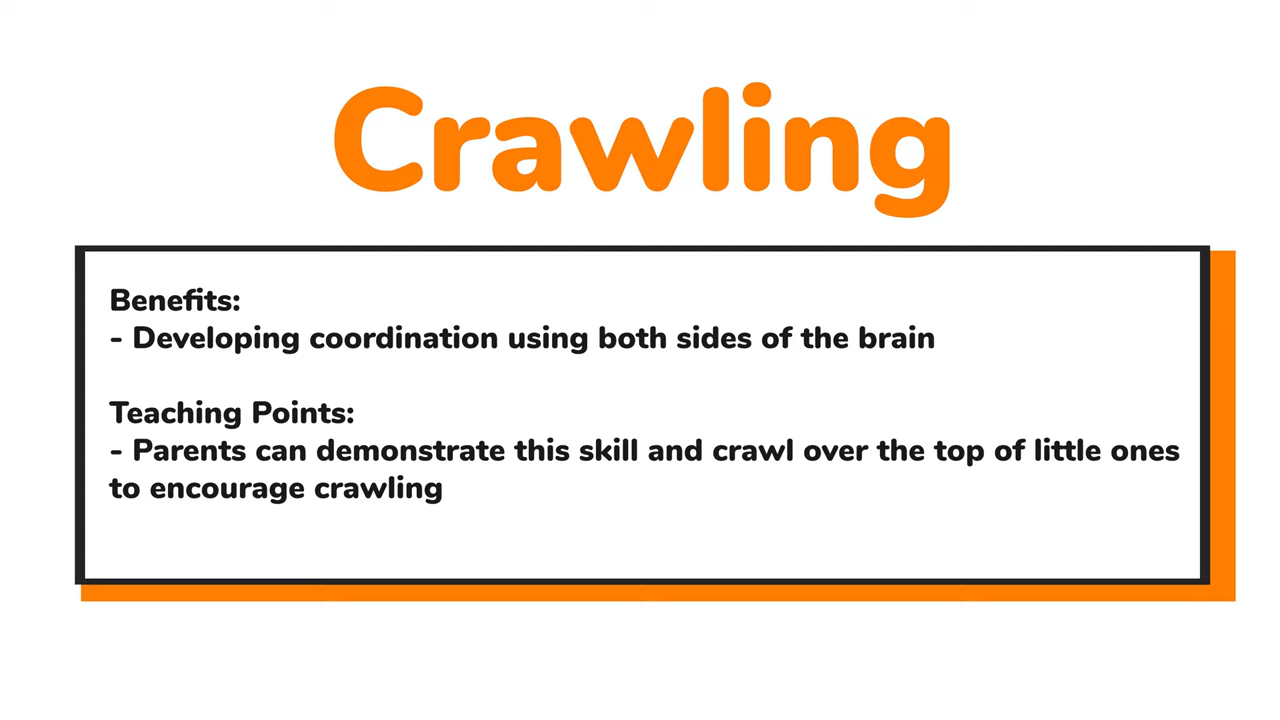 Crawling
Benefits:
- Developing coordination using both sides of the brain
Teaching Points:
- Parents can demonstrate this skill and crawl over the top of little ones
to encourage crawling